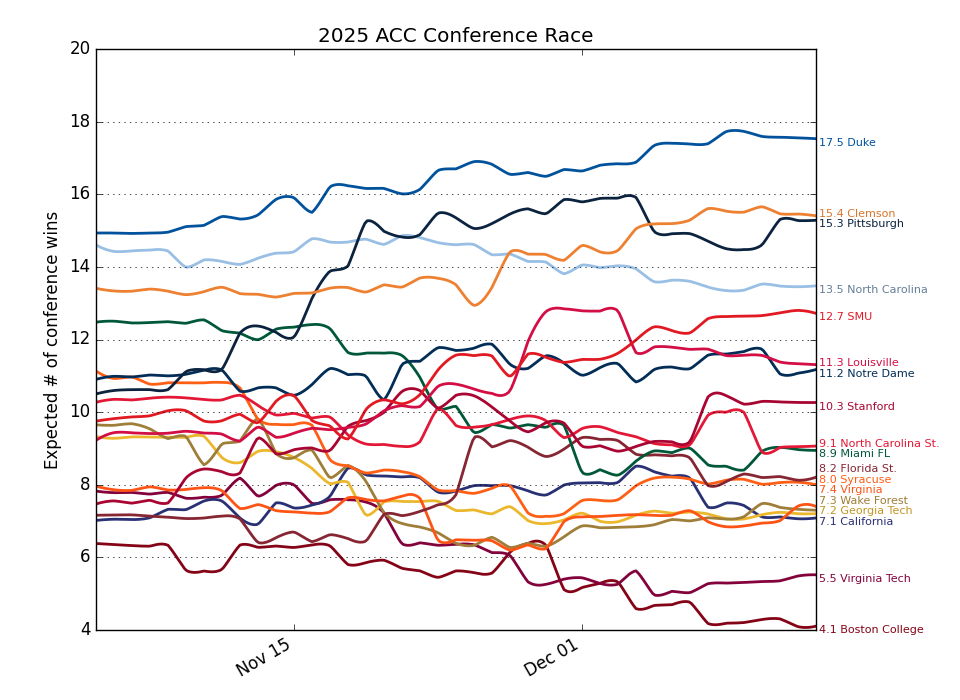 2025 ACC Conference Race
Expected # of conference wins
20
18
16
14
12
10
8
6
4
Nov 15
Dec 01
17.5 Duke
15.4 Clemson
15.3 Pittsburgh
13.5 North Carolina
12.7 SMU
11.3 Louisville
11.2 Notre Dame
10.3 Stanford
9.1 North Carolina St.
8.9 Miami FL
8.2 Florida St.
8.0 Syracuse
7.4 Virginia
7.3 Wake Forest
7.2 Georgia Tech
7.1 California
5.5 Virginia Tech
4.1 Boston College